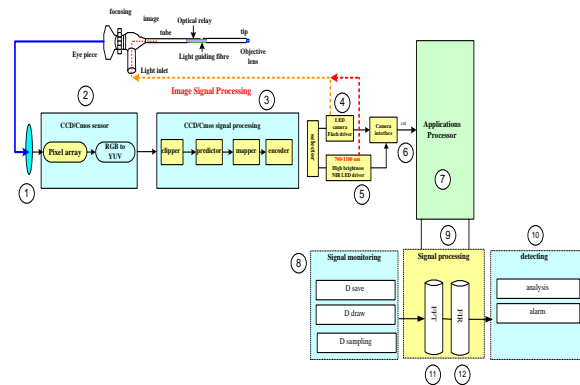 focusing
image
tube
Optical relay
tip
Eye piece
Light guiding fibre
Objective
lens
Light inlet
Image Signal Processing
1
2
CCD/Cmos sensor
Pixel array
RGB to
YUV
3
CCD/Cmos signal processing
clipper
predictor
mapper
encoder
selector
4
LED
camera
Flash driver
5
700-1100 nm
High brightness
NIR LED driver
Camera
interface
6
Applications
Processor
7
8
Signal monitoring
D save
D draw
D sampling
9
Signal processing
FFT
FIR
11
12
10
detecting
analysis
alarm